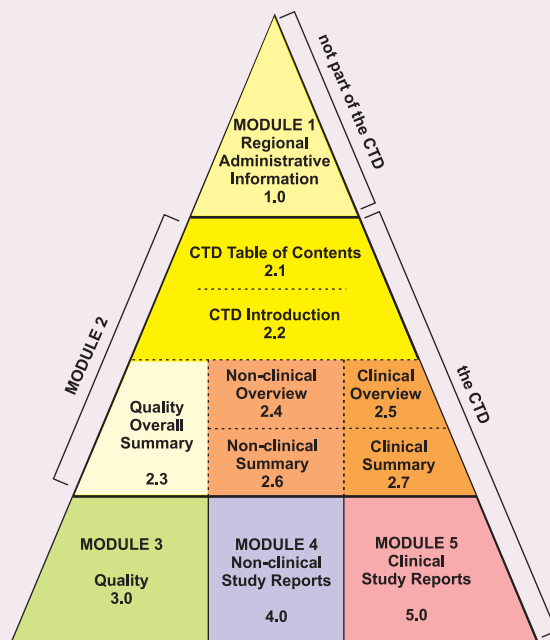 not part of the CTD
MODULE 1
Regional
Administrative
Information
1.0
MODULE 2
CTD Table of Contents
2.1
CTD Introduction
2.2
the CTD
Quality
Overall
Summary
2.3
Non-clinical
Overview
2.4
Clinical
Overview
2.5
Non-clinical
Summary
2.6
Clinical
Summary
2.7
MODULE 3
Quality
3.0
MODULE 4
Non-clinical
Study Reports
4.0
MODULE 5
Clinical
Study Reports
5.0